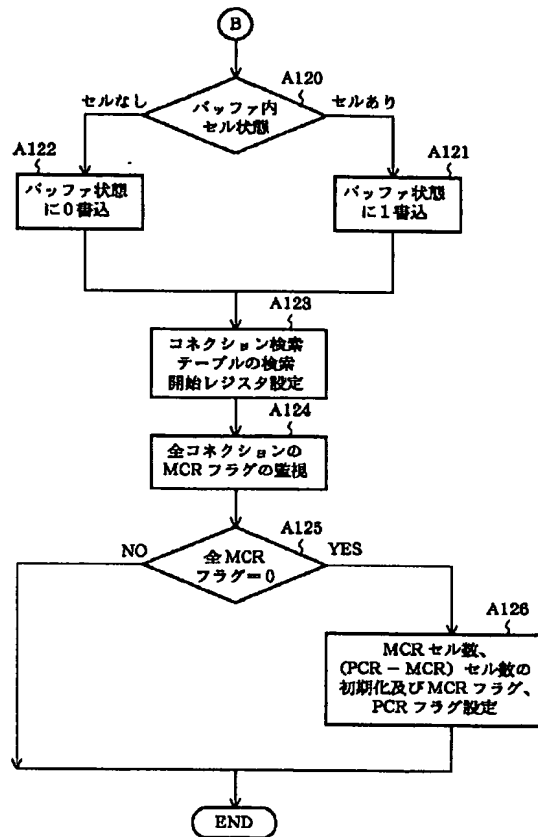 B
A120
セルなし
バッファ内
セル状態
セルあり
A122
バッファ状態
に0書込
A121
バッファ状態
に1書込
A123
コネクション検索
テーブルの検索
開始レジスタ設定
A124
全コネクションの
MCRフラグの監視
A125
NO
全MCR
フラグ=0
YES
A126
MCRセル数、
(PCR－MCR)セル数の
初期化及びMCRフラグ、
PCRフラグ設定
END